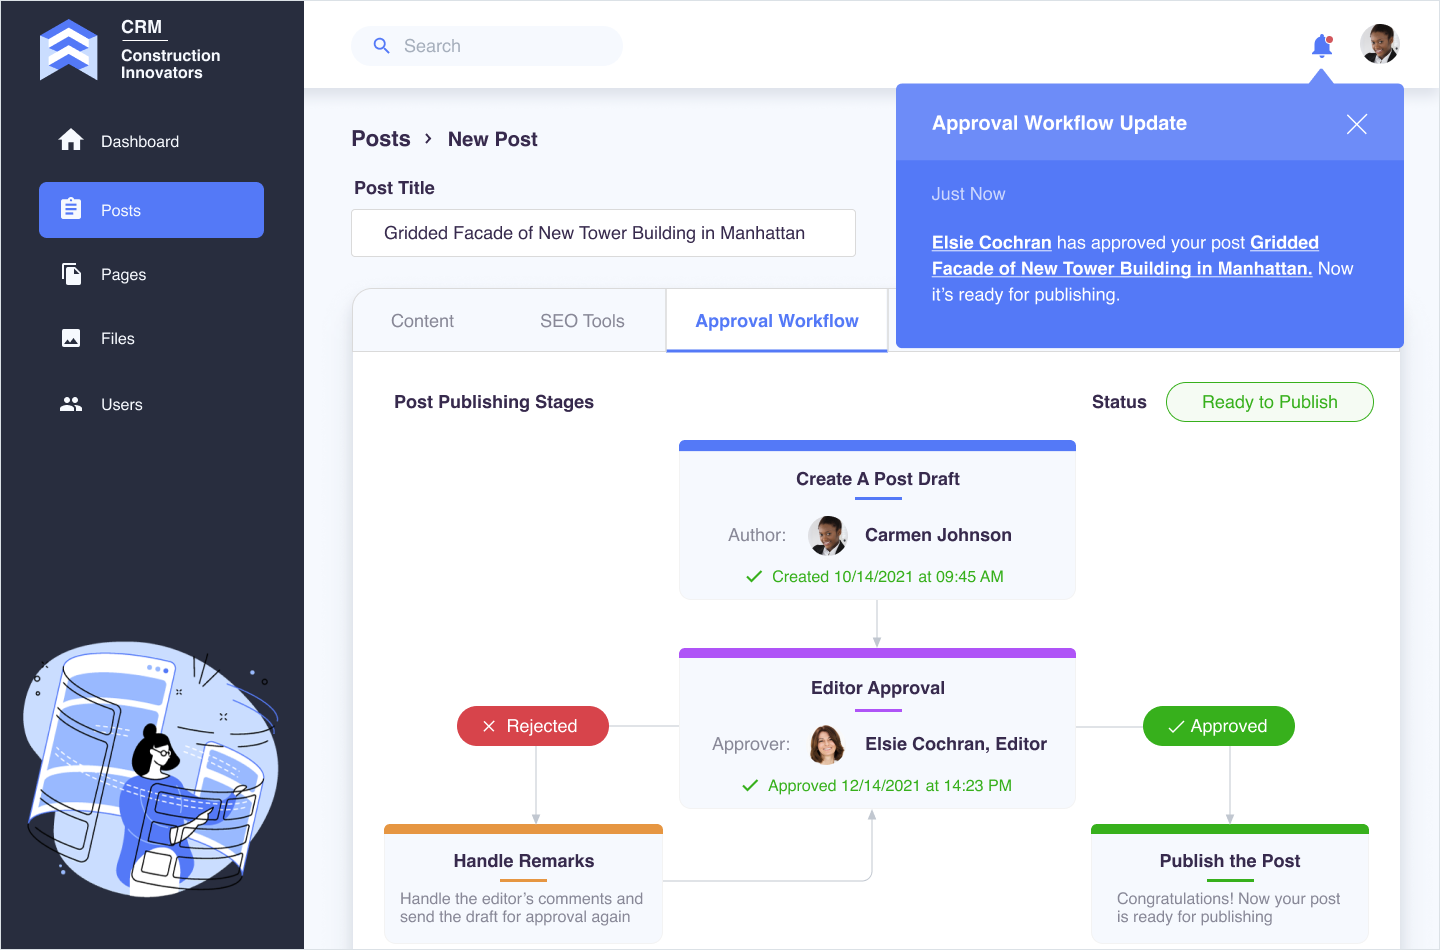 CRM
Construction
Innovators
Dashboard
Posts
Pages
Files
Users
Search
Posts > New Post
Post Title
Gridded Facade of New Tower Building in Manhattan
Approval Workflow Update
Just Now
Elsie Cochran has approved your post Gridded
Facade of New Tower Building in Manhattan. Now
it's ready for publishing.
Content
SEO Tools
Approval Workflow
Post Publishing Stages
Status
Ready to Publish
Create A Post Draft
Author: Carmen Johnson
Created 10/14/2021 at 09:45 AM
Editor Approval
Approver: Elsie Cochran, Editor
Approved 12/14/2021 at 14:23 PM
Rejected
Approved
Handle Remarks
Handle the editor's comments and
send the draft for approval again
Publish the Post
Congratulations! Now your post
is ready for publishing